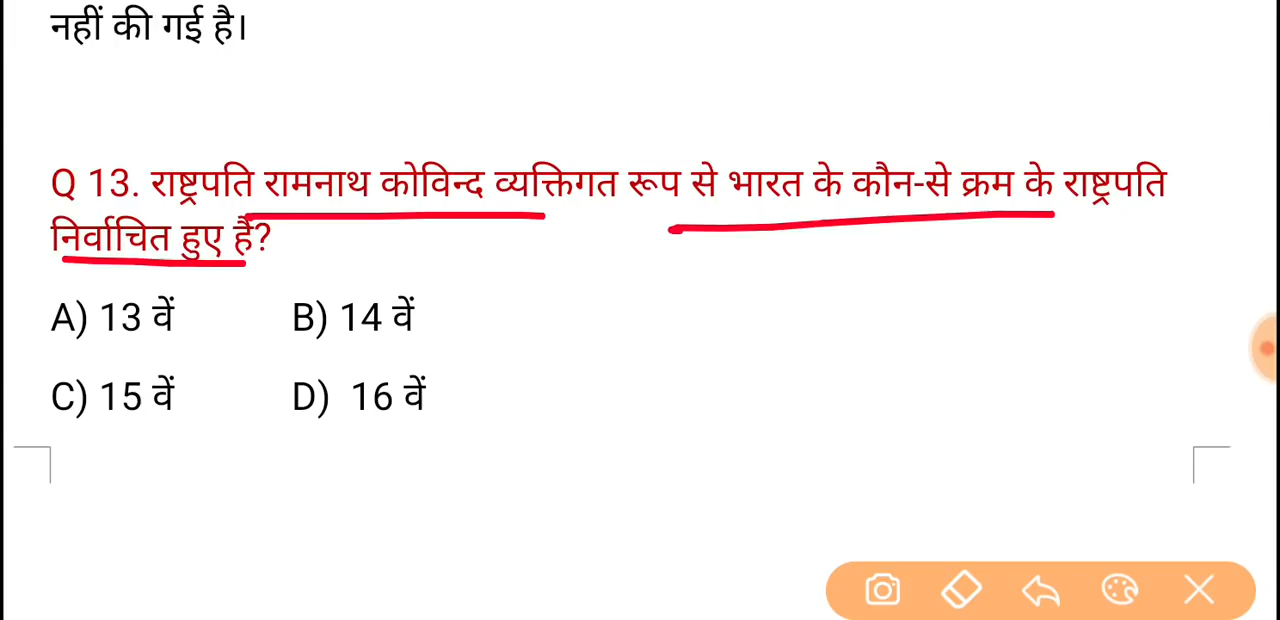 नहीं की गई है।
Q 13. राष्ट्रपति रामनाथ कोविन्द व्यक्तिगत रूप से भारत के कौन-से क्रम के राष्ट्रपति
निर्वाचित हुए हैं?
A) 13 वें B) 14 वें
C) 15 वें D) 16 वें